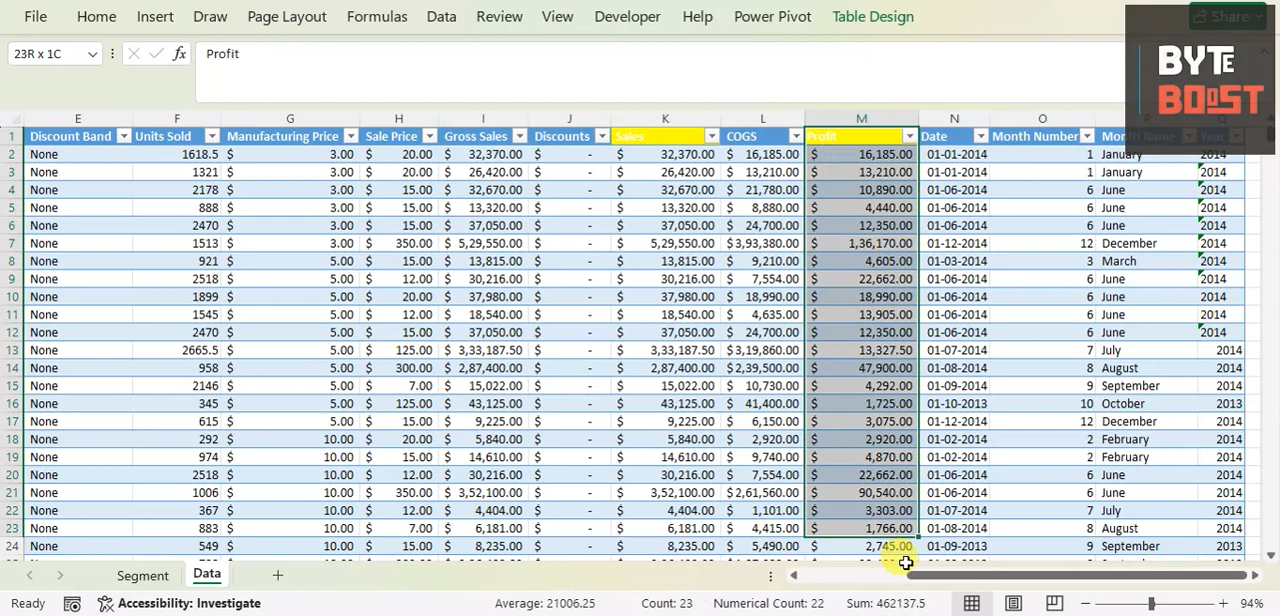 File Home Insert Draw Page Layout Formulas Data Review View Developer Help Power Pivot Table Design Share
23R x 1C fx Profit
BYTE
BOOST
E F G H I J K L M N O P Q
1 Discount Band Units Sold Manufacturing Price Sale Price Gross Sales Discounts Sales COGS Profit Date Month Number Month Name Year
2 None 1618.5 $ 3.00 $ 20.00 $ 32,370.00 $ - $ 32,370.00 $ 16,185.00 $ 16,185.00 01-01-2014 1 January 2014
3 None 1321 $ 3.00 $ 20.00 $ 26,420.00 $ - $ 26,420.00 $ 13,210.00 $ 13,210.00 01-01-2014 1 January 2014
4 None 2178 $ 3.00 $ 15.00 $ 32,670.00 $ - $ 32,670.00 $ 21,780.00 $ 10,890.00 01-06-2014 6 June 2014
5 None 888 $ 3.00 $ 15.00 $ 13,320.00 $ - $ 13,320.00 $ 8,880.00 $ 4,440.00 01-06-2014 6 June 2014
6 None 2470 $ 3.00 $ 15.00 $ 37,050.00 $ - $ 37,050.00 $ 24,700.00 $ 12,350.00 01-06-2014 6 June 2014
7 None 1513 $ 3.00 $ 350.00 $ 5,29,550.00 $ - $ 5,29,550.00 $ 3,93,380.00 $ 1,36,170.00 01-12-2014 12 December 2014
8 None 921 $ 5.00 $ 15.00 $ 13,815.00 $ - $ 13,815.00 $ 9,210.00 $ 4,605.00 01-03-2014 3 March 2014
9 None 2518 $ 5.00 $ 12.00 $ 30,216.00 $ - $ 30,216.00 $ 7,554.00 $ 22,662.00 01-06-2014 6 June 2014
10 None 1899 $ 5.00 $ 20.00 $ 37,980.00 $ - $ 37,980.00 $ 18,990.00 $ 18,990.00 01-06-2014 6 June 2014
11 None 1545 $ 5.00 $ 12.00 $ 18,540.00 $ - $ 18,540.00 $ 4,635.00 $ 13,905.00 01-06-2014 6 June 2014
12 None 2470 $ 5.00 $ 15.00 $ 37,050.00 $ - $ 37,050.00 $ 24,700.00 $ 12,350.00 01-06-2014 6 June 2014
13 None 2665.5 $ 5.00 $ 125.00 $ 3,33,187.50 $ - $ 3,33,187.50 $ 3,19,860.00 $ 13,327.50 01-07-2014 7 July 2014
14 None 958 $ 5.00 $ 300.00 $ 2,87,400.00 $ - $ 2,87,400.00 $ 2,39,500.00 $ 47,900.00 01-08-2014 8 August 2014
15 None 2146 $ 5.00 $ 7.00 $ 15,022.00 $ - $ 15,022.00 $ 10,730.00 $ 4,292.00 01-09-2014 9 September 2014
16 None 345 $ 5.00 $ 125.00 $ 43,125.00 $ - $ 43,125.00 $ 41,400.00 $ 1,725.00 01-10-2013 10 October 2013
17 None 615 $ 5.00 $ 15.00 $ 9,225.00 $ - $ 9,225.00 $ 6,150.00 $ 3,075.00 01-12-2014 12 December 2014
18 None 292 $ 10.00 $ 20.00 $ 5,840.00 $ - $ 5,840.00 $ 2,920.00 $ 2,920.00 01-02-2014 2 February 2014
19 None 974 $ 10.00 $ 15.00 $ 14,610.00 $ - $ 14,610.00 $ 9,740.00 $ 4,870.00 01-02-2014 2 February 2014
20 None 2518 $ 10.00 $ 12.00 $ 30,216.00 $ - $ 30,216.00 $ 7,554.00 $ 22,662.00 01-06-2014 6 June 2014
21 None 1006 $ 10.00 $ 350.00 $ 3,52,100.00 $ - $ 3,52,100.00 $ 2,61,560.00 $ 90,540.00 01-06-2014 6 June 2014
22 None 367 $ 10.00 $ 12.00 $ 4,404.00 $ - $ 4,404.00 $ 1,101.00 $ 3,303.00 01-07-2014 7 July 2014
23 None 883 $ 10.00 $ 7.00 $ 6,181.00 $ - $ 6,181.00 $ 4,415.00 $ 1,766.00 01-08-2014 8 August 2014
24 None 549 $ 10.00 $ 15.00 $ 8,235.00 $ - $ 8,235.00 $ 5,490.00 $ 2,745.00 01-09-2013 9 September 2013
Segment Data
Ready Accessibility: Investigate Average: 21006.25 Count: 23 Numerical Count: 22 Sum: 462137.5 94%